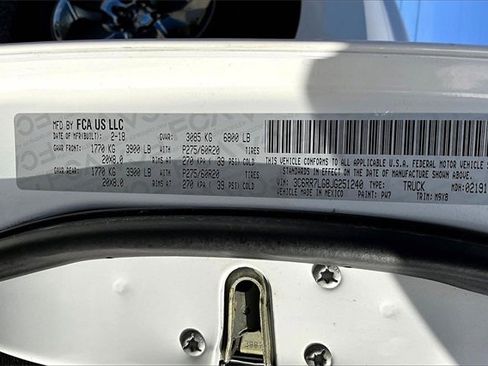 MFD BY FCA US LLC
DATE OF MFR(BUILT): 2-18 GVWR: 3085 KG 6800 LB
GAWR FRONT: 1770 KG 3900 LB WITH P275/60R20 TIRES
20X8.0 RIMS AT 270 KPA ( 39 PSI) COLD
GAWR REAR: 1770 KG 3900 LB WITH P275/60R20 TIRES
20X8.0 RIMS AT 270 KPA ( 39 PSI) COLD
THIS VEHICLE CONFORMS TO ALL APPLICABLE U.S.A. FEDERAL MOTOR VEHICLE
STANDARDS IN EFFECT ON THE DATE OF MANUFACTURE SHOWN ABOVE.
VIN: 3C6RR7LG8JG251240 TYPE: TRUCK MDH: 02191
VEHICLE MADE IN MEXICO PAINT: PW7 TRIM: M9X8